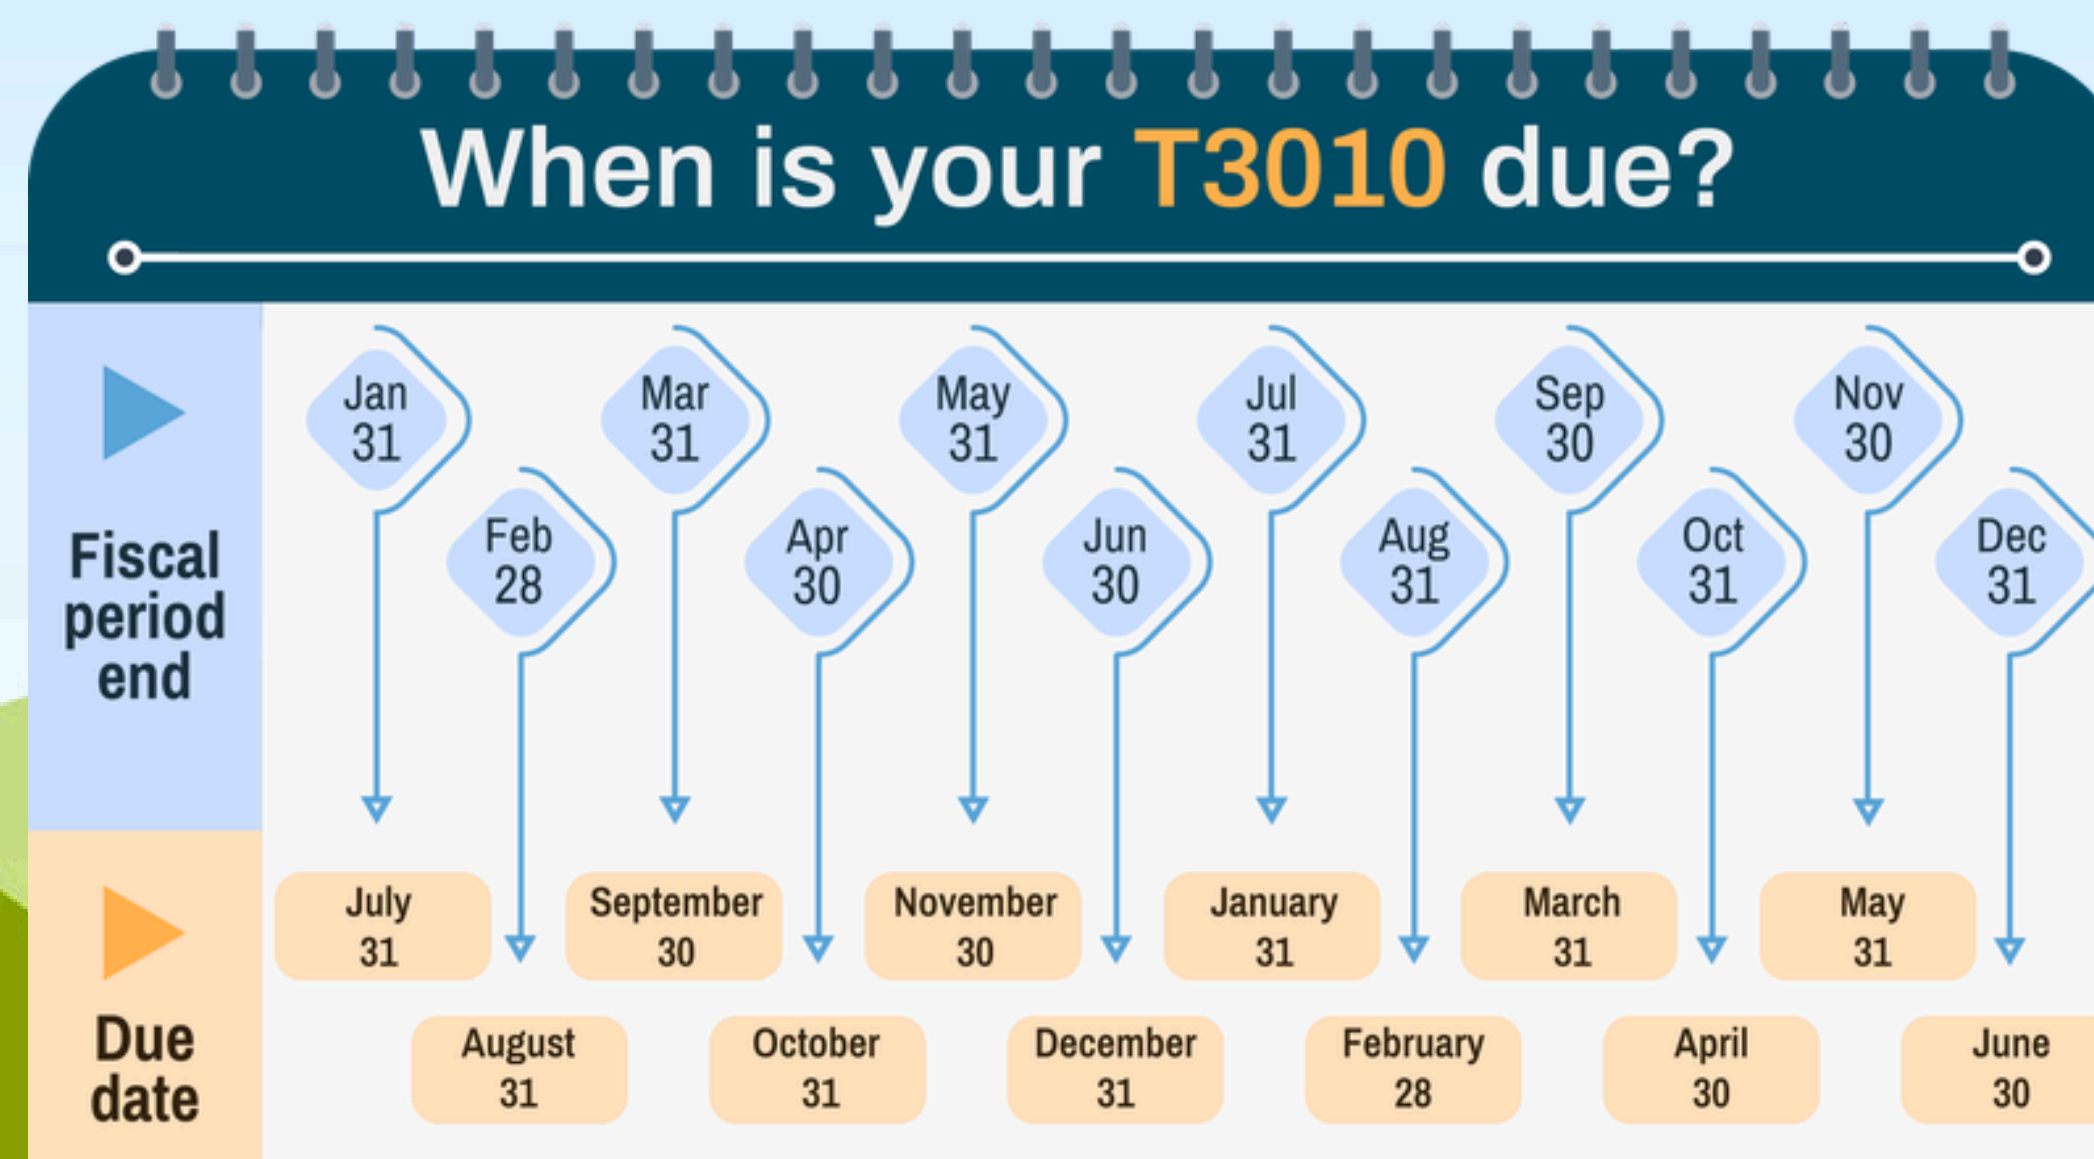 When is your T3010 due?
Fiscal
period
end
Jan
31
Feb
28
Mar
31
Apr
30
May
31
Jun
30
Jul
31
Aug
31
Sep
30
Oct
31
Nov
30
Dec
31
Due
date
July
31
August
31
September
30
October
31
November
30
December
31
January
31
February
28
March
31
April
30
May
31
June
30